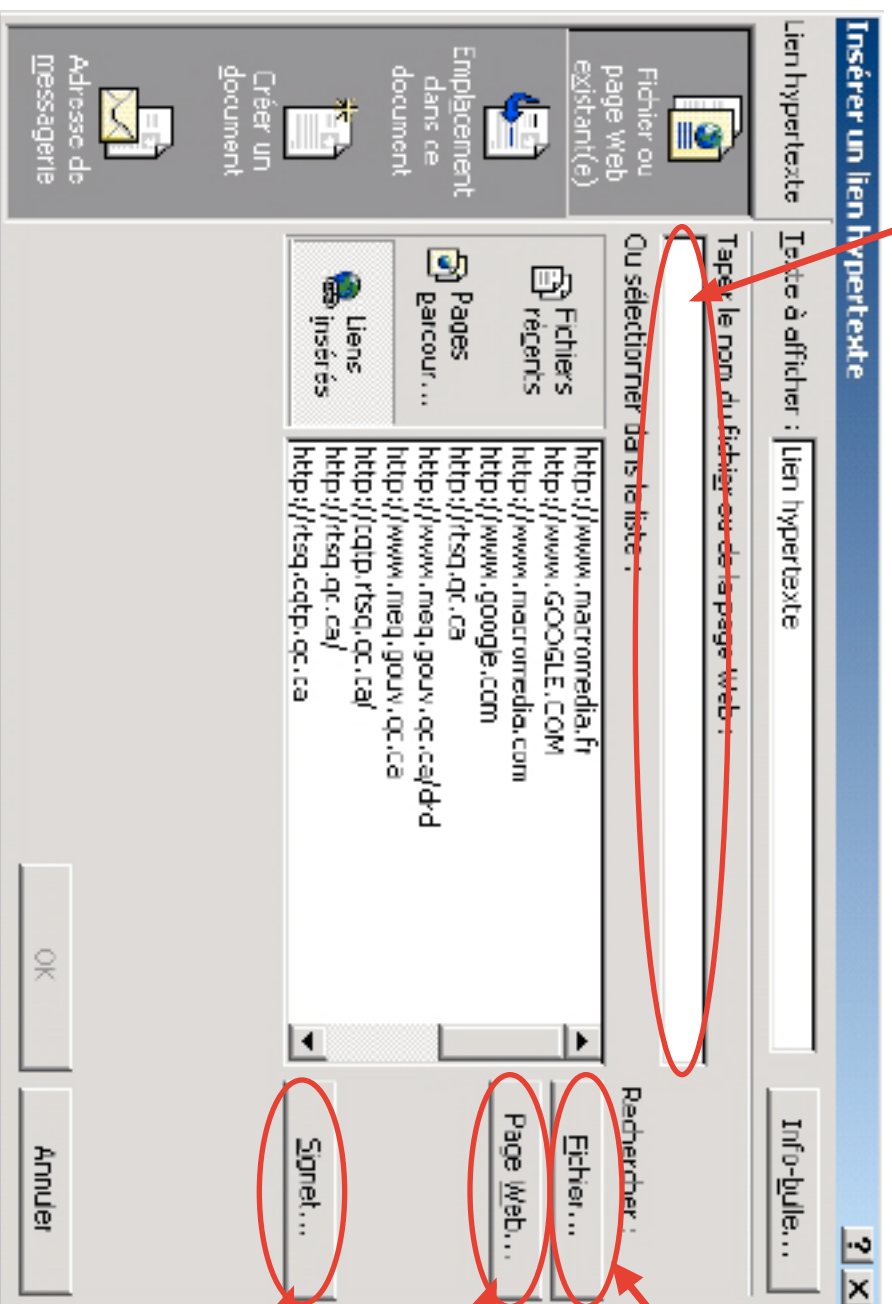 Insérer un lien hypertexte
Lien hypertexte
Texte à afficher :
Lien hypertexte
Info-bulle...
Fichier ou
page Web
existant(e)
Emplacement
dans ce
document
Créer un
document
Adresse de
messagerie
Taper le nom du fichier ou de la page Web :
Ou sélectionner dans la liste :
Fichiers
récents
Pages
parcour...
Liens
insérés
http://www.macromedia.fr
http://www.GOOGLE.COM
http://www.macromedia.com
http://www.google.com
http://rtsq.qc.ca
http://www.meq.gouv.qc.ca/drd
http://www.meq.gouv.qc.ca
http://cqtp.rtsq.qc.ca/
http://rtsq.qc.ca/
http://rtsq.cqtp.qc.ca
Rechercher :
Fichier...
Page Web...
Signet...
OK
Annuler